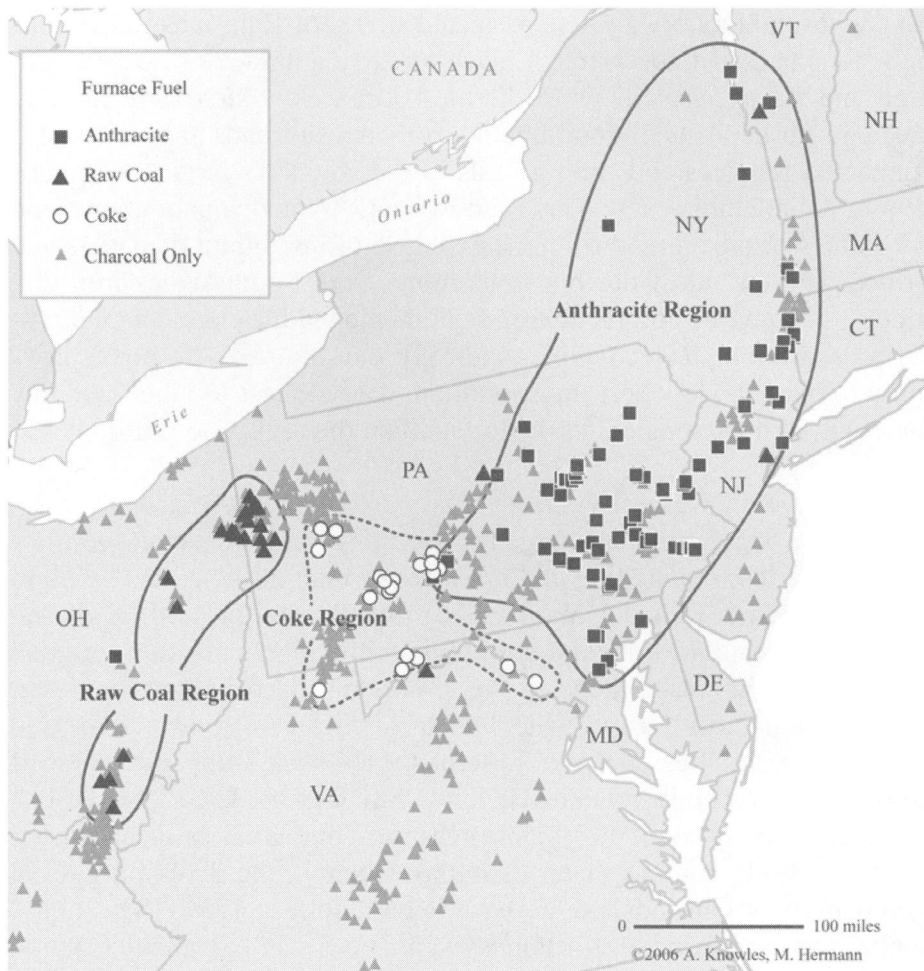 Furnace Fuel
Anthracite
Raw Coal
Coke
Charcoal Only
CANADA
VT
NH
Ontario
NY
MA
Anthracite Region
CT
Erie
PA
NJ
OH
Coke Region
Raw Coal Region
DE
MD
VA
0 100 miles
©2006 A. Knowles, M. Hermann